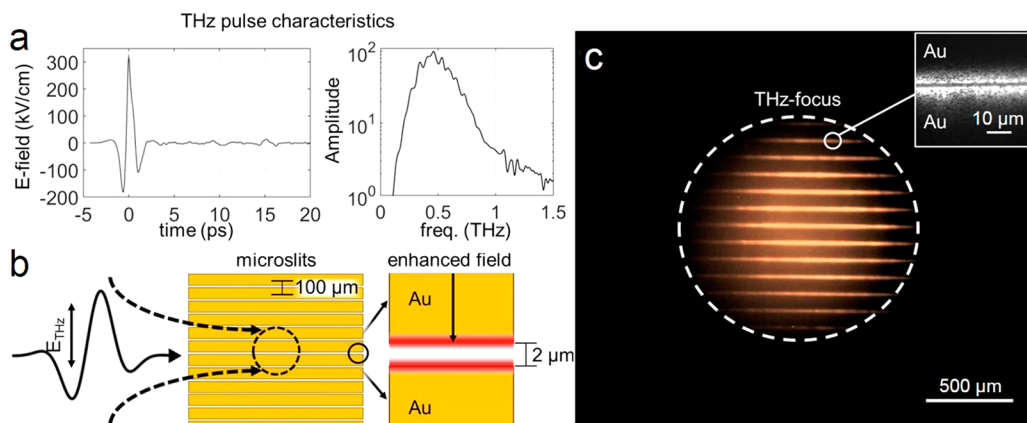 THz pulse characteristics
a
E-field (kV/cm)
300
200
100
0
-100
-200
-5
0
5
10
15
20
time (ps)
Amplitude
10²
10¹
10⁰
0
0.5
1
1.5
freq. (THz)
b
microslits
enhanced field
E_THz
100 µm
Au
2 µm
Au
c
THz-focus
Au
Au
10 µm
500 µm